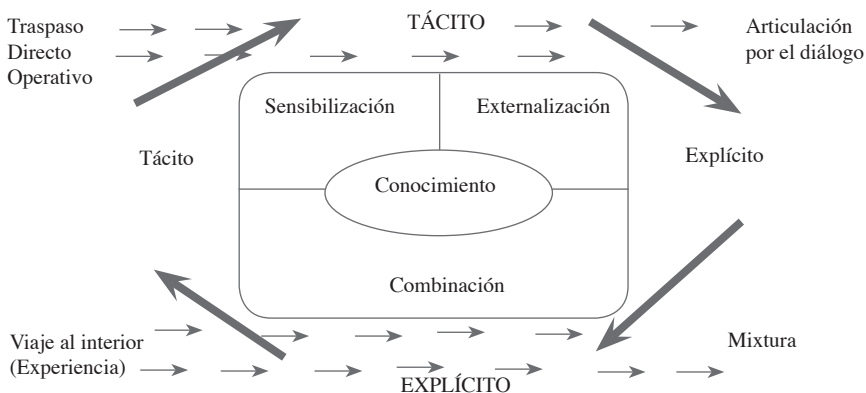 Traspaso
Directo
Operativo
TÁCITO
Articulación
por el diálogo
Sensibilización
Externalización
Tácito
Explícito
Conocimiento
Combinación
Viaje al interior
(Experiencia)
Mixtura
EXPLÍCITO